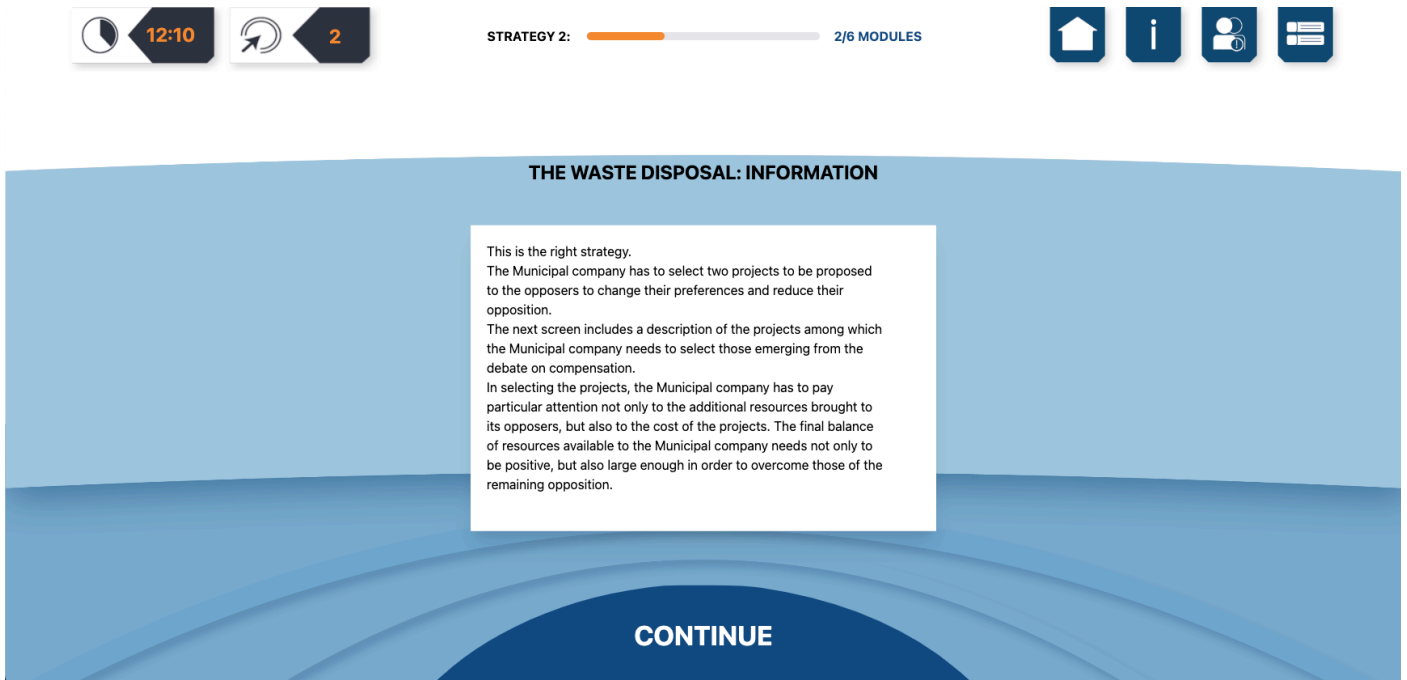 12:10
2
STRATEGY 2:
2/6 MODULES
i
THE WASTE DISPOSAL: INFORMATION
This is the right strategy.
The Municipal company has to select two projects to be proposed
to the opposers to change their preferences and reduce their
opposition.
The next screen includes a description of the projects among which
the Municipal company needs to select those emerging from the
debate on compensation.
In selecting the projects, the Municipal company has to pay
particular attention not only to the additional resources brought to
its opposers, but also to the cost of the projects. The final balance
of resources available to the Municipal company needs not only to
be positive, but also large enough in order to overcome those of the
remaining opposition.
CONTINUE